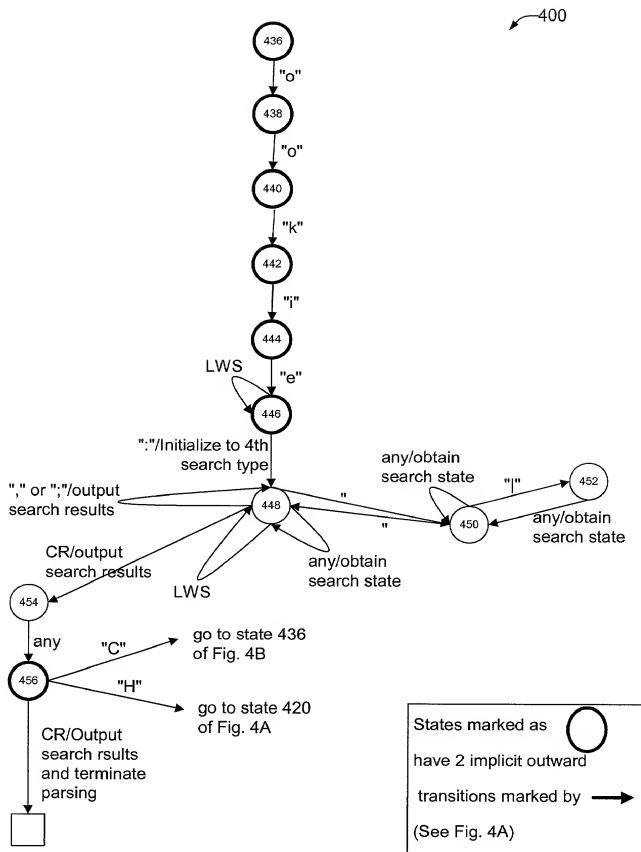 400
436
"o"
438
"o"
440
"k"
442
"i"
444
"e"
LWS
446
":"/Initialize to 4th
search type
"," or ";"/output
search results
448
"
"
any/obtain
search state
450
"|"
452
any/obtain
search state
any/obtain
search state
LWS
CR/output
search results
454
any
456
"C"
go to state 436
of Fig. 4B
"H"
go to state 420
of Fig. 4A
CR/Output
search rsults
and terminate
parsing
States marked as
have 2 implicit outward
transitions marked by
(See Fig. 4A)